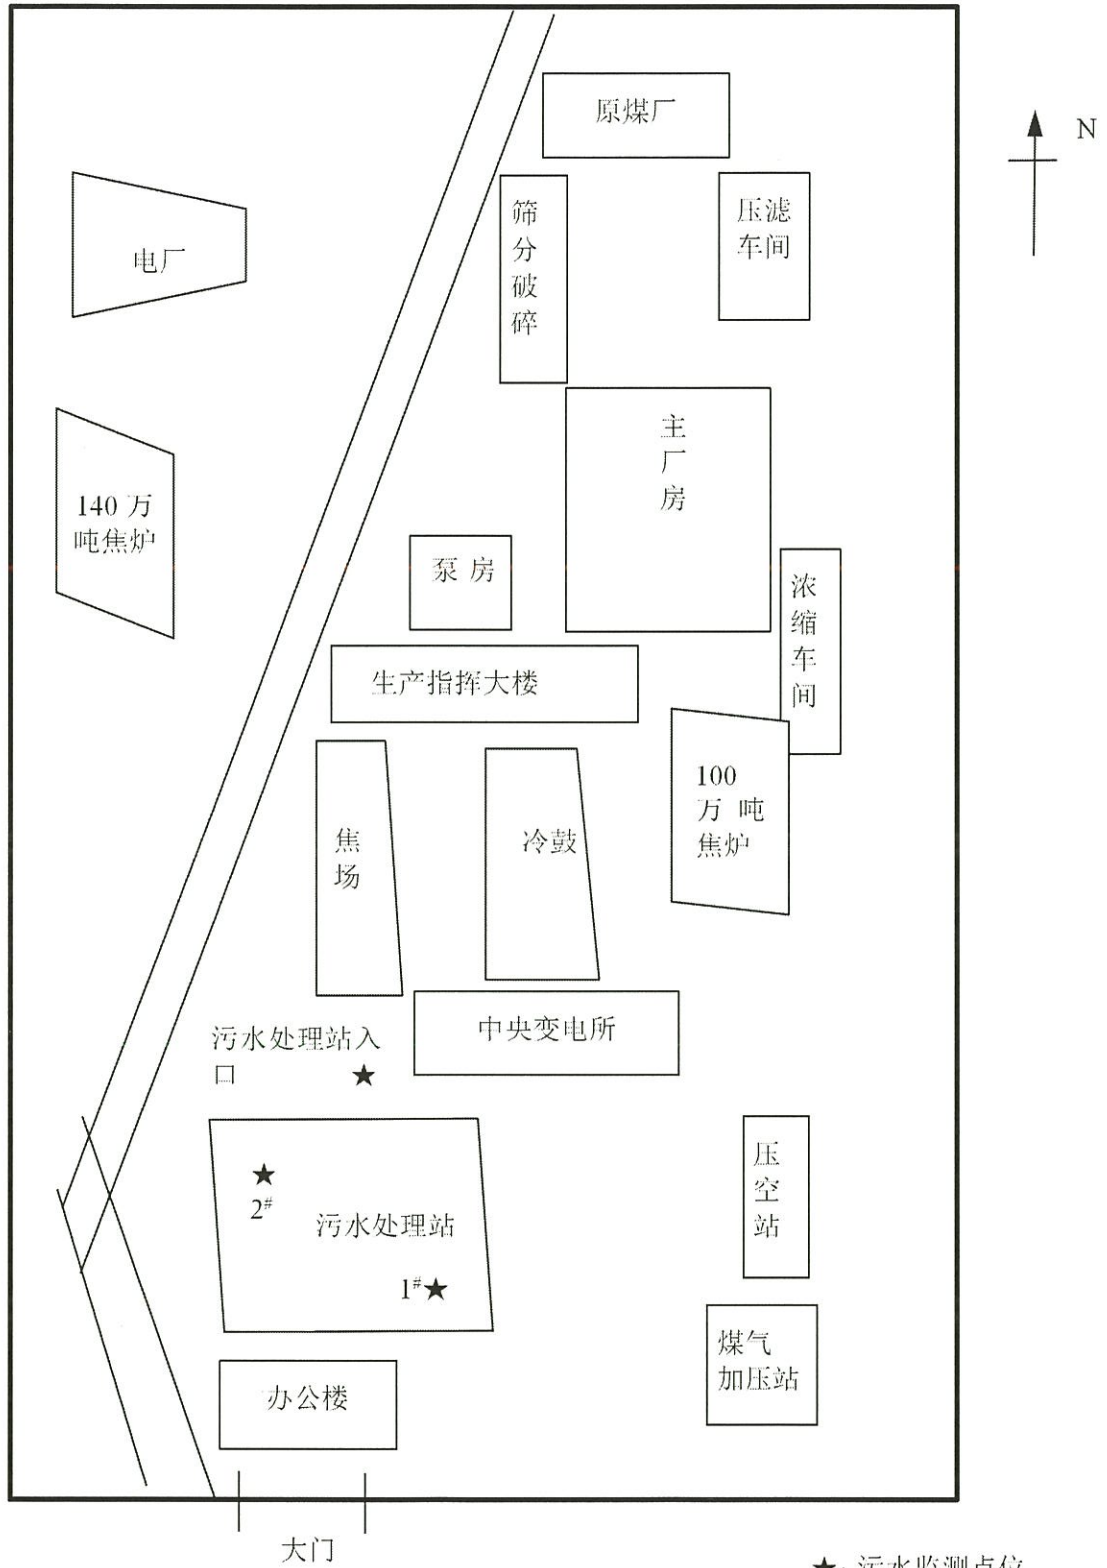 原煤厂
N
筛
分
破
碎
压滤
车间
电厂
主
厂
房
140 万
吨焦炉
泵 房
浓
缩
车
间
生产指挥大楼
100
万 吨
焦炉
焦
场
冷鼓
中央变电所
污水处理站入
口 ★
压
空
站
★
2#
污水处理站
1#★
煤气
加压站
办公楼
大门
★ 污水监测点位